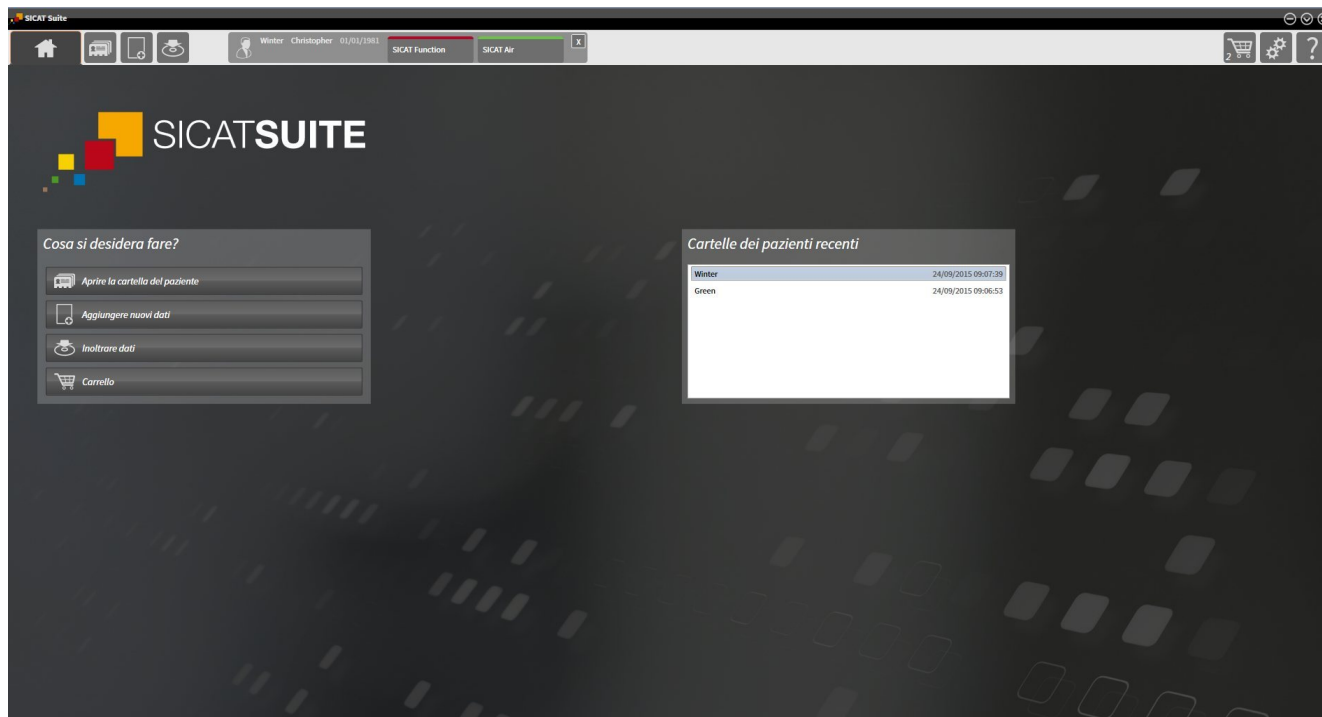 SICAT Suite
Winter Christopher 01/01/1981
SICAT Function
SICAT Air
X
2
?
SICATSUITE
Cosa si desidera fare?
Aprire la cartella del paziente
Aggiungere nuovi dati
Inoltrare dati
Carrello
Cartelle dei pazienti recenti
Winter 24/09/2015 09:07:39
Green 24/09/2015 09:06:53